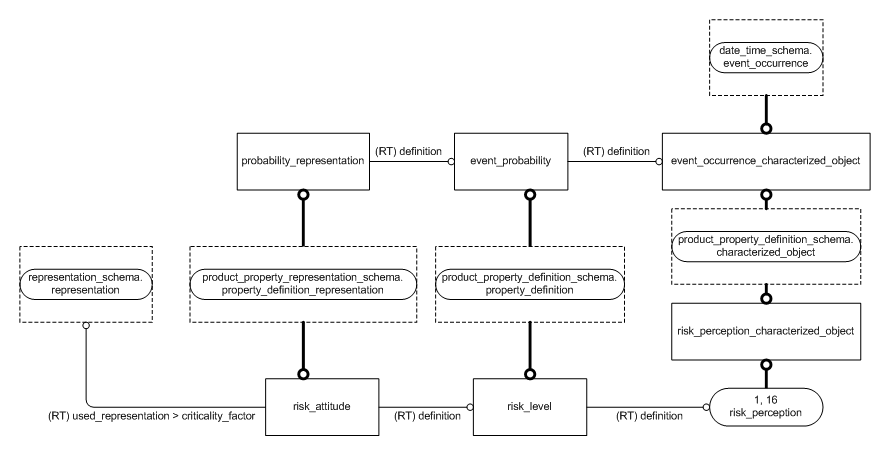 date_time_schema.
event_occurrence
probability_representation
(RT) definition
event_probability
(RT) definition
event_occurrence_characterized_object
representation_schema.
representation
product_property_representation_schema.
property_definition_representation
product_property_definition_schema.
property_definition
product_property_definition_schema.
characterized_object
risk_perception_characterized_object
(RT) used_representation > criticality_factor
risk_attitude
(RT) definition
risk_level
(RT) definition
1, 16
risk_perception